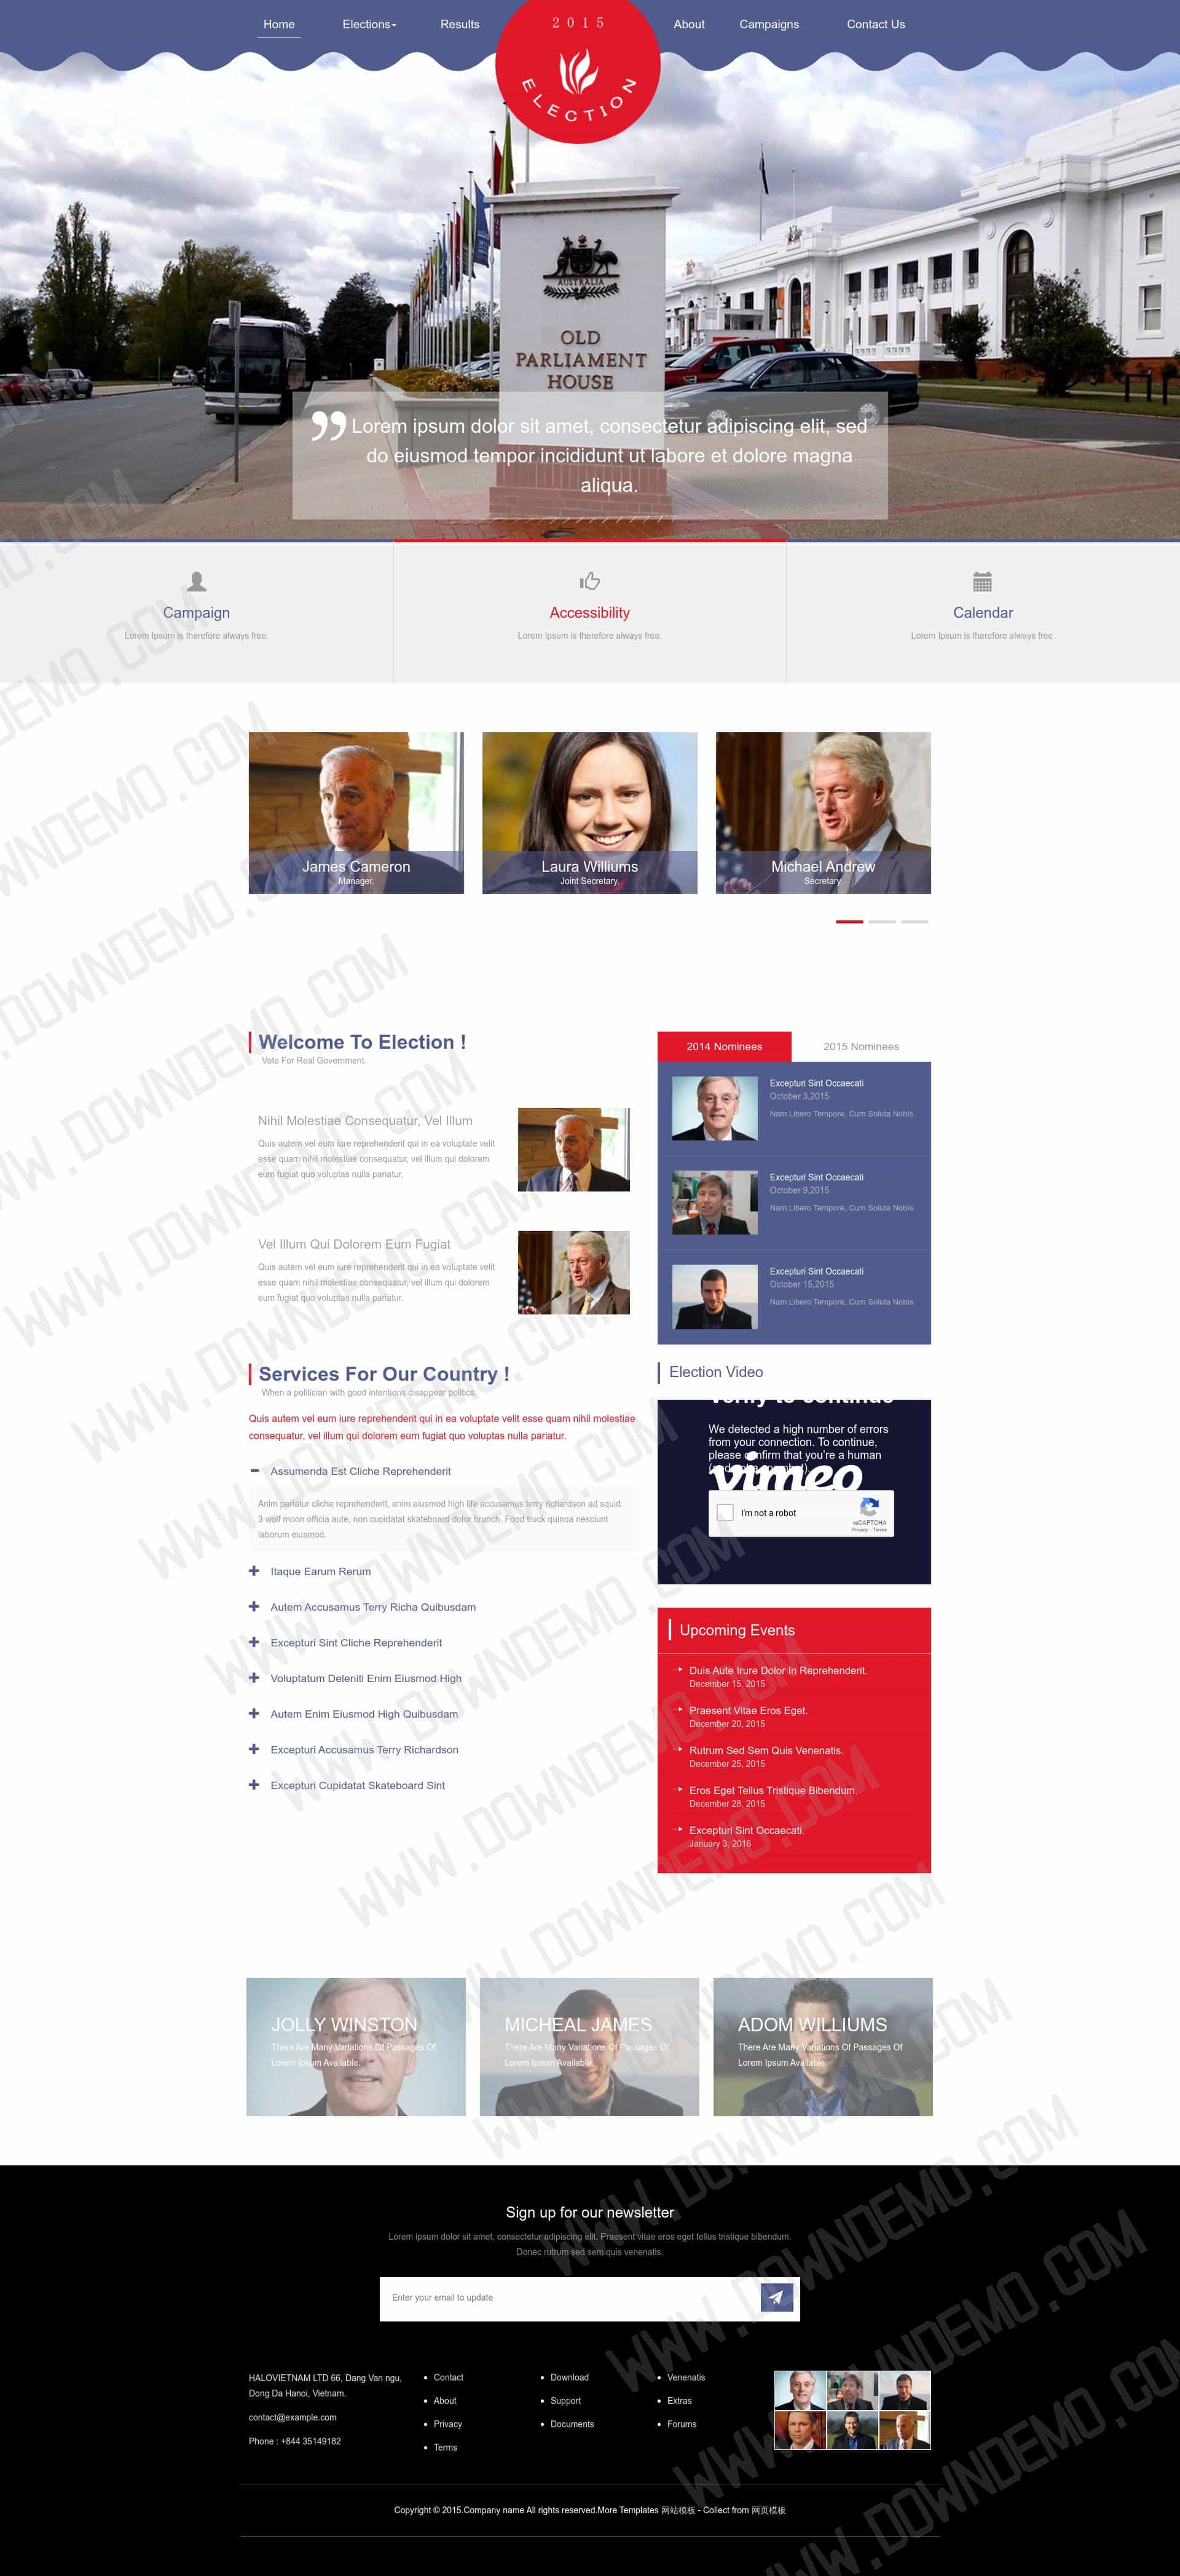 Home
Elections
Results
2015
ELECTION
About
Campaigns
Contact Us
AUSTRALIA
OLD
PARLIAMENT
HOUSE
Lorem ipsum dolor sit amet, consectetur adipiscing elit, sed
do eiusmod tempor incididunt ut labore et dolore magna
aliqua.
Campaign
Lorem Ipsum is therefore always free.
Accessibility
Lorem Ipsum is therefore always free.
Calendar
Lorem Ipsum is therefore always free.
James Cameron
Manager.
Laura Williums
Joint Secretary.
Michael Andrew
Secretary.
Welcome To Election !
Vote For Real Government.
Nihil Molestiae Consequatur, Vel Illum
Quis autem vel eum iure reprehenderit qui in ea voluptate velit
esse quam nihil molestiae consequatur, vel illum qui dolorem
eum fugiat quo voluptas nulla pariatur.
Vel Illum Qui Dolorem Eum Fugiat
Quis autem vel eum iure reprehenderit qui in ea voluptate velit
esse quam nihil molestiae consequatur, vel illum qui dolorem
eum fugiat quo voluptas nulla pariatur.
Services For Our Country !
When a politician with good intentions disappear politics.
Quis autem vel eum iure reprehenderit qui in ea voluptate velit esse quam nihil molestiae
consequatur, vel illum qui dolorem eum fugiat quo voluptas nulla pariatur.
Assumenda Est Cliche Reprehenderit
Anim pariatur cliche reprehenderit, enim eiusmod high life accusamus terry richardson ad squid.
3 wolf moon officia aute, non cupidatat skateboard dolor brunch. Food truck quinoa nesciunt
laborum eiusmod.
Itaque Earum Rerum
Autem Accusamus Terry Richa Quibusdam
Excepturi Sint Cliche Reprehenderit
Voluptatum Deleniti Enim Eiusmod High
Autem Enim Eiusmod High Quibusdam
Excepturi Accusamus Terry Richardson
Excepturi Cupidatat Skateboard Sint
2014 Nominees
2015 Nominees
Excepturi Sint Occaecati
October 3,2015
Nam Libero Tempore, Cum Soluta Nobis.
Excepturi Sint Occaecati
October 9,2015
Nam Libero Tempore, Cum Soluta Nobis.
Excepturi Sint Occaecati
October 15,2015
Nam Libero Tempore, Cum Soluta Nobis.
Election Video
Verify to continue
We detected a high number of errors
from your connection. To continue,
please confirm that you're a human
vimeo
I'm not a robot
reCAPTCHA
Privacy - Terms
Upcoming Events
Duis Aute Irure Dolor In Reprehenderit.
December 15, 2015
Praesent Vitae Eros Eget.
December 20, 2015
Rutrum Sed Sem Quis Venenatis.
December 25, 2015
Eros Eget Tellus Tristique Bibendum.
December 28, 2015
Excepturi Sint Occaecati.
January 3, 2016
JOLLY WINSTON
There Are Many Variations Of Passages Of
Lorem Ipsum Available.
MICHEAL JAMES
There Are Many Variations Of Passages Of
Lorem Ipsum Available.
ADOM WILLIUMS
There Are Many Variations Of Passages Of
Lorem Ipsum Available.
Sign up for our newsletter
Lorem ipsum dolor sit amet, consectetur adipiscing elit. Praesent vitae eros eget tellus tristique bibendum.
Donec rutrum sed sem quis venenatis.
Enter your email to update
HALOVIETNAM LTD 66, Dang Van ngu,
Dong Da Hanoi, Vietnam.
contact@example.com
Phone : +844 35149182
Contact
About
Privacy
Terms
Download
Support
Documents
Venenatis
Extras
Forums
Copyright © 2015.Company name All rights reserved.More Templates 网站模板 - Collect from 网页模板
WWW.DOWNDEMO.COM